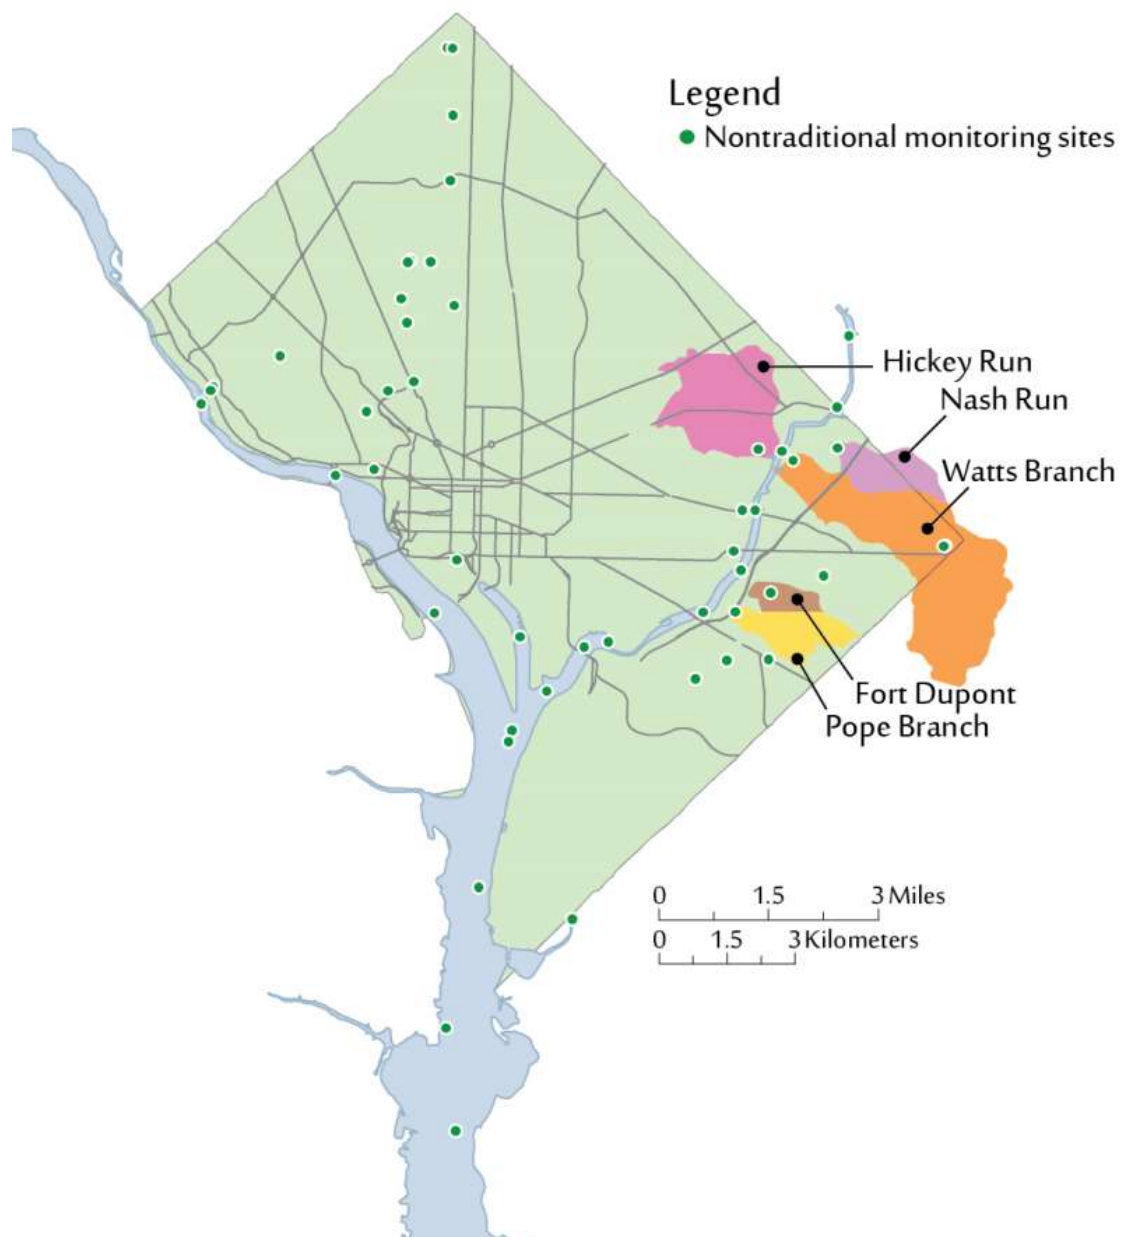 Legend
Nontraditional monitoring sites
Hickey Run
Nash Run
Watts Branch
Fort Dupont
Pope Branch
0 1.5 3 Miles
0 1.5 3 Kilometers